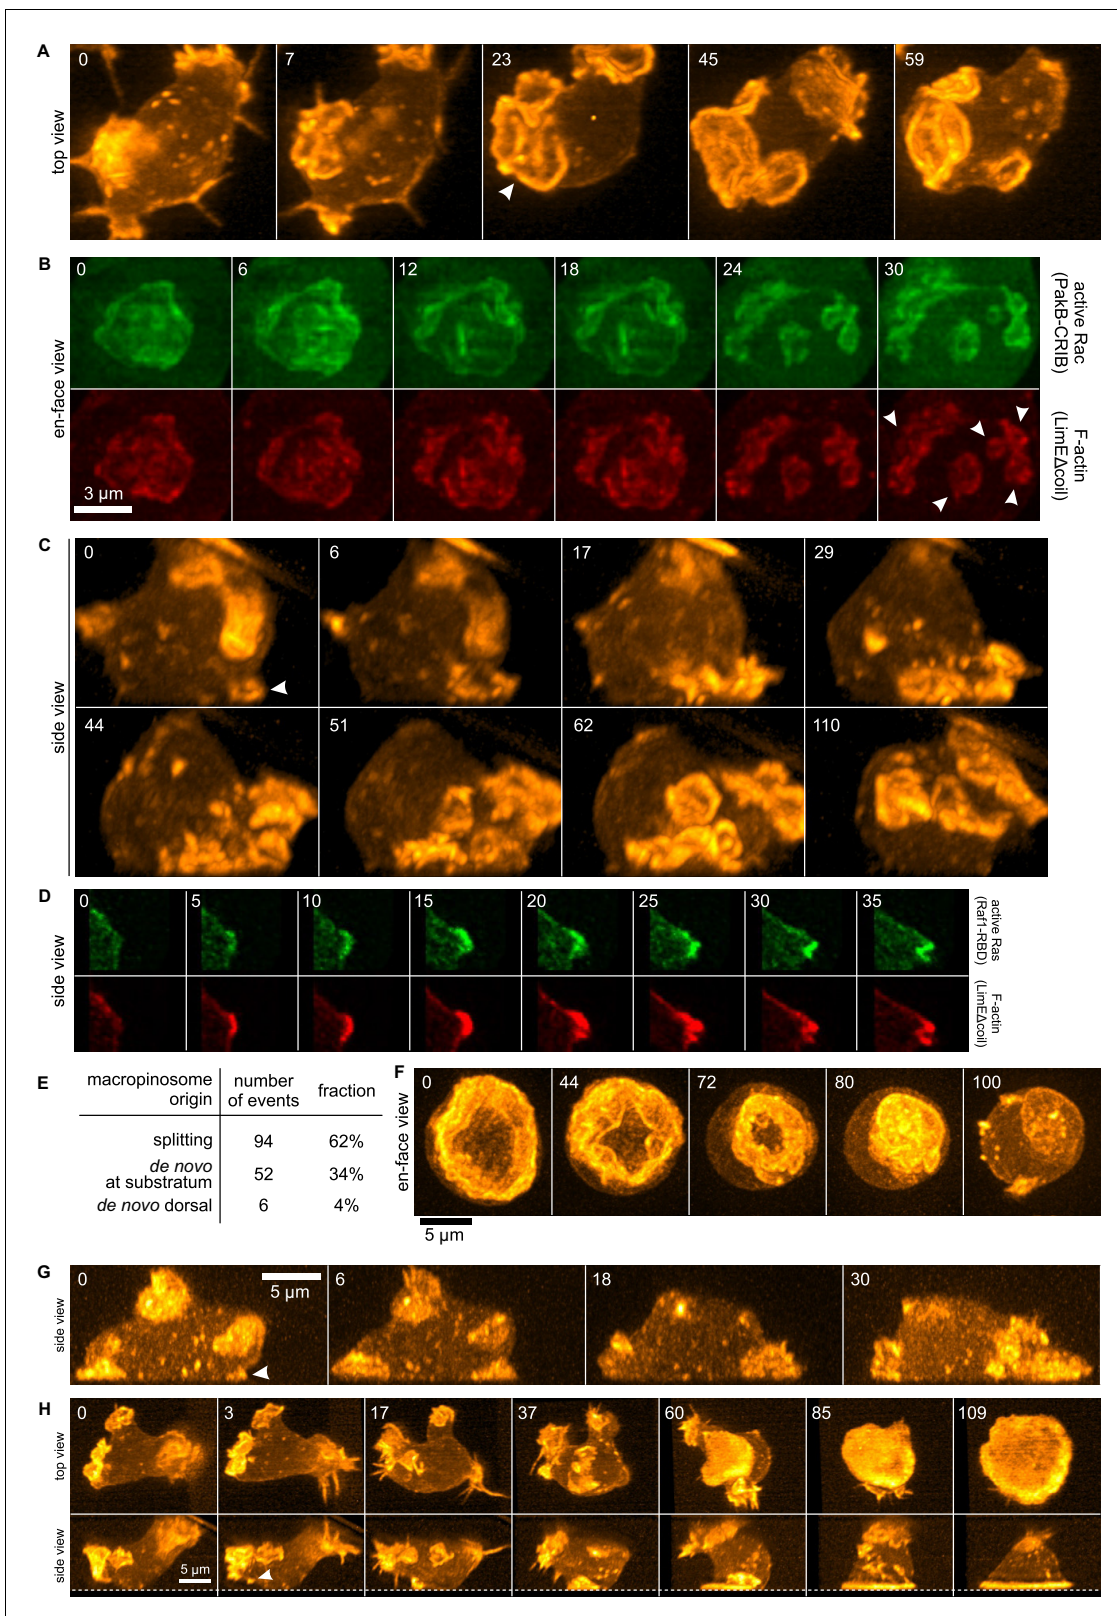 A
top view
0 7 23 45 59
B
en-face view
0 6 12 18 24 30
active Rac
(PakB-CRIB)
F-actin
(LimEΔcoil)
3 µm
C
side view
0 6 17 29
44 51 62 110
D
side view
0 5 10 15 20 25 30 35
active Ras
(Raf1-RBD)
F-actin
(LimEΔcoil)
E
macropinosome origin | number of events | fraction
splitting 94 62%
de novo at substratum 52 34%
de novo dorsal 6 4%
F
en-face view
0 44 72 80 100
5 µm
G
side view
0 6 18 30
5 µm
H
top view
0 3 17 37 60 85 109
side view
5 µm